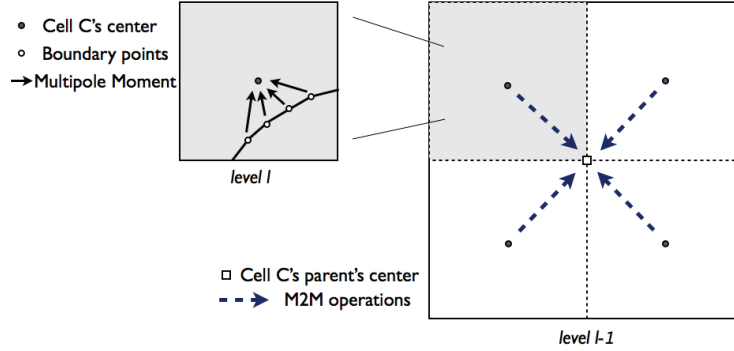 Cell C's center
Boundary points
Multipole Moment
level l
Cell C's parent's center
M2M operations
level l-1